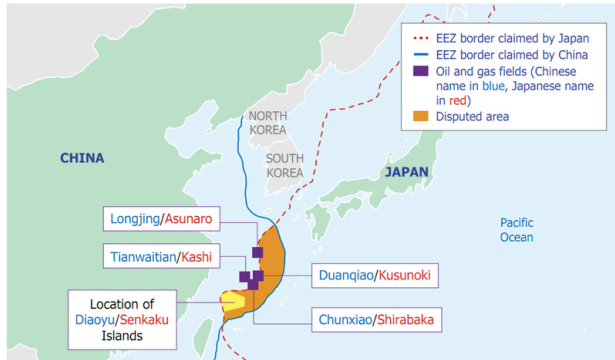 EEZ border claimed by Japan
EEZ border claimed by China
Oil and gas fields (Chinese
name in blue, Japanese name
in red)
Disputed area
NORTH
KOREA
SOUTH
KOREA
CHINA
JAPAN
Pacific
Ocean
Longjing/Asunaro
Tianwaitian/Kashi
Duanqiao/Kusunoki
Location of
Diaoyu/Senkaku
Islands
Chunxiao/Shirabaka